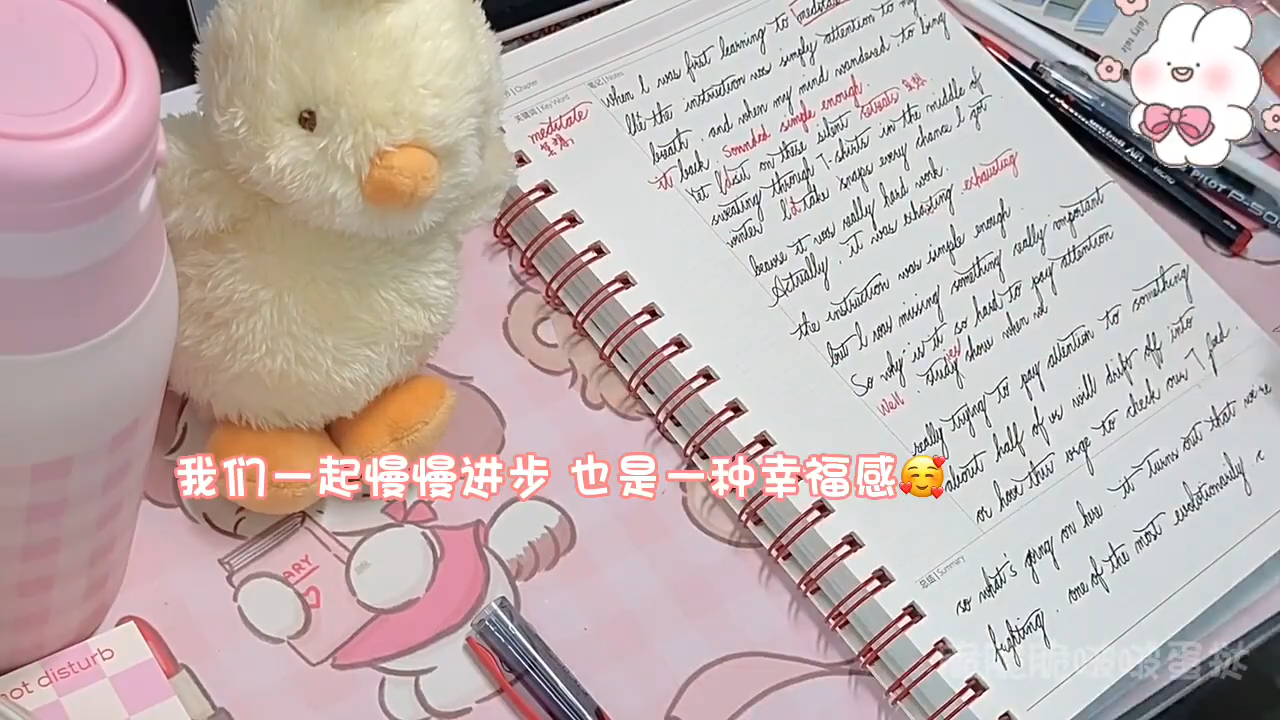 关键词 | Key Word
meditate
笔记 | Notes
when I was first learning to meditate
the instruction was simply attention to my
breath, and when my mind wandered, to bring
it back. Sounded simple enough.
Yet I'd sit on these silent retreats
sweating through T-shirts in the middle of
winter I'd take snaps every chance I got
because it was really hard work.
Actually, it was exhausting
the instruction was simple enough.
but I was missing something really important
So why is it so hard to pay attention
Well, studies show when
really trying to pay attention to something
about half of us will drift off into
or have this urge to check our T feed.
总结 | Summary
so what's going on here. it turns out that we're
fighting. one of the most evolutionarily
我们一起慢慢进步 也是一种幸福感🥰
not disturb
fairy tale
PILOT P-50